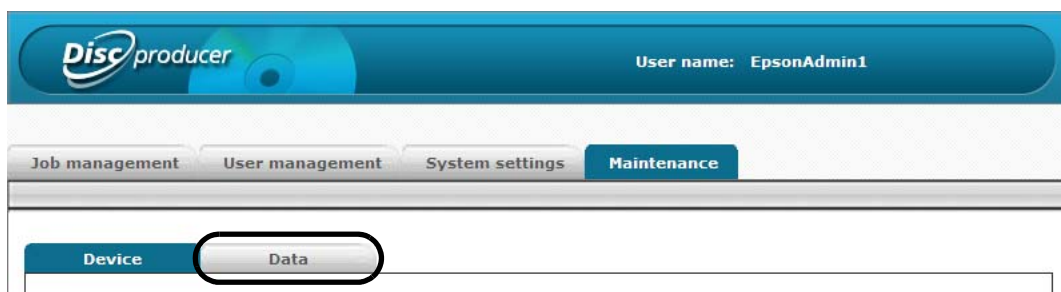 Disc producer
User name: EpsonAdmin1
Job management User management System settings Maintenance
Device Data